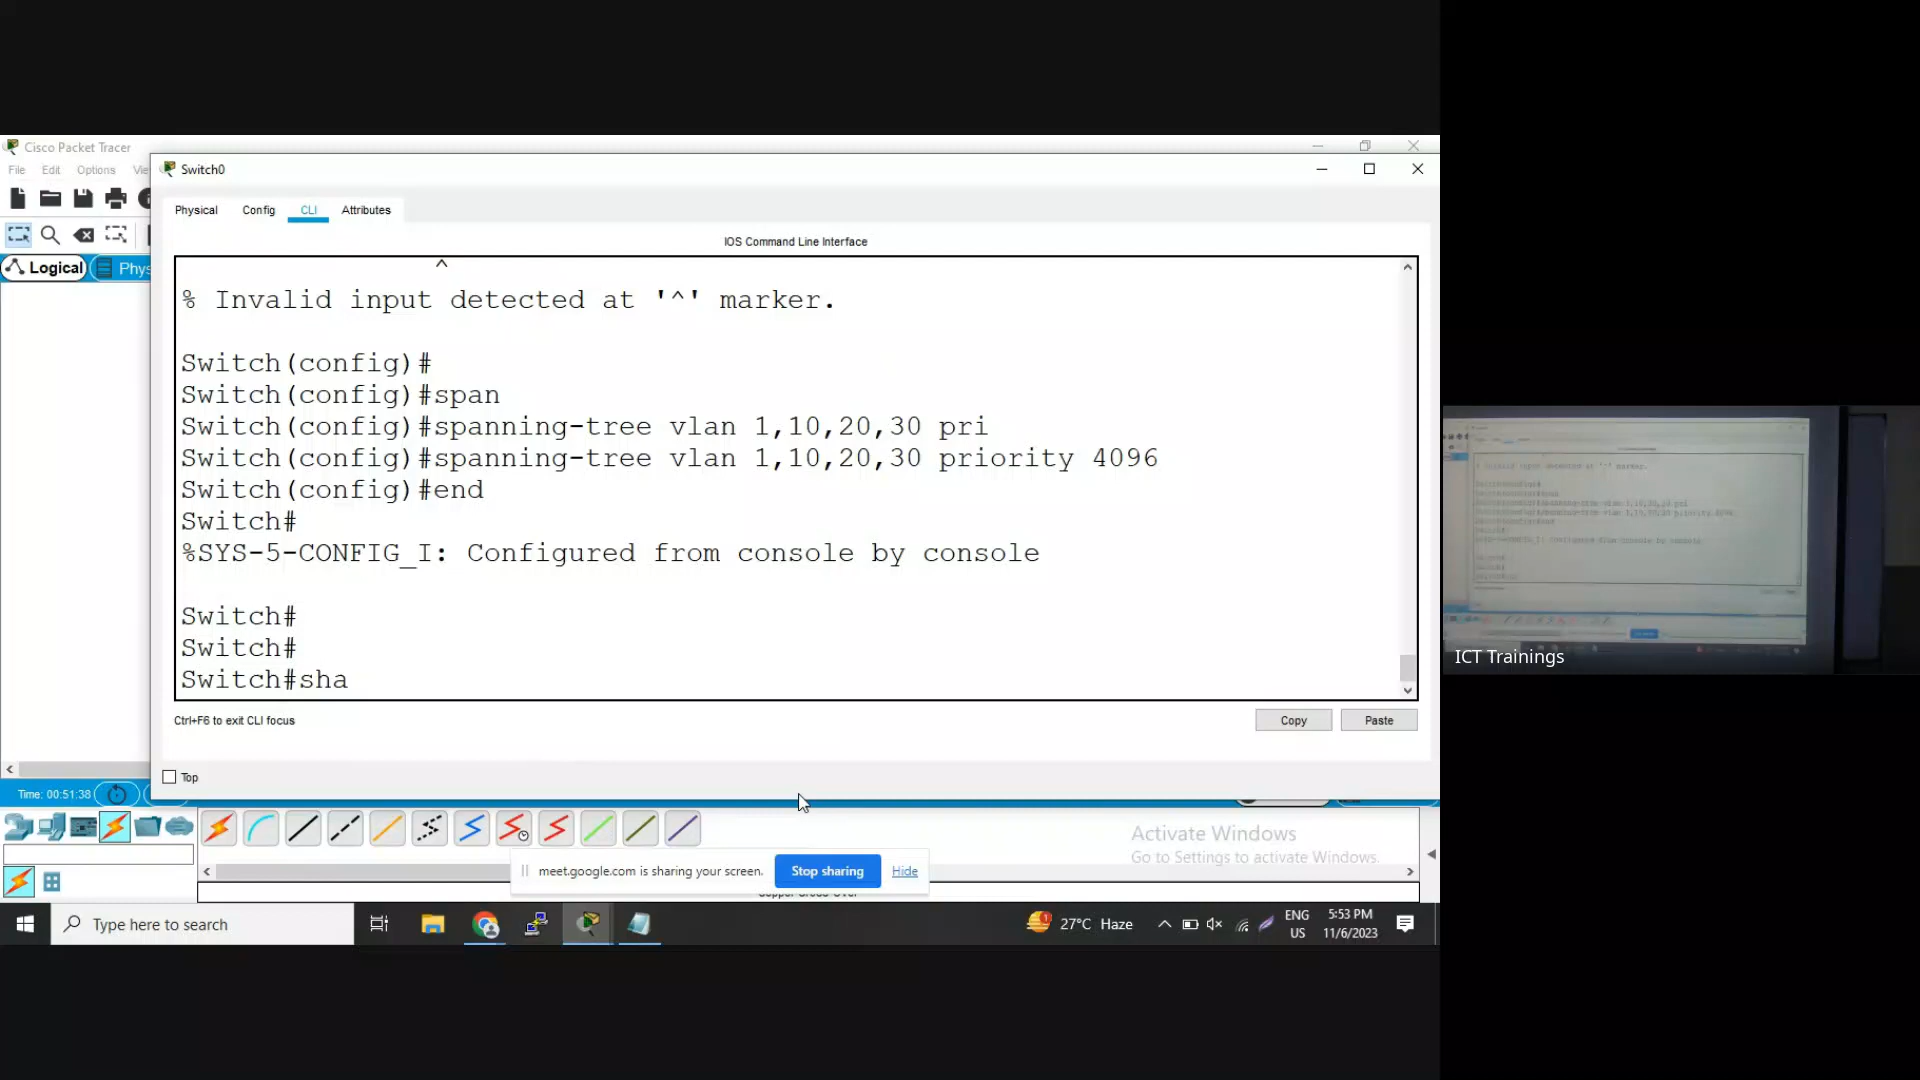 Cisco Packet Tracer
File Edit Options
Switch0
Physical Config CLI Attributes
IOS Command Line Interface
Logical
^
% Invalid input detected at '^' marker.
Switch(config)#
Switch(config)#span
Switch(config)#spanning-tree vlan 1,10,20,30 pri
Switch(config)#spanning-tree vlan 1,10,20,30 priority 4096
Switch(config)#end
Switch#
%SYS-5-CONFIG_I: Configured from console by console
Switch#
Switch#
Switch#sha
Ctrl+F6 to exit CLI focus
Copy Paste
Top
Time: 00:51:38
Activate Windows
Go to Settings to activate Windows.
meet.google.com is sharing your screen. Stop sharing Hide
Type here to search
27°C Haze
ENG
US
5:53 PM
11/6/2023
ICT Trainings